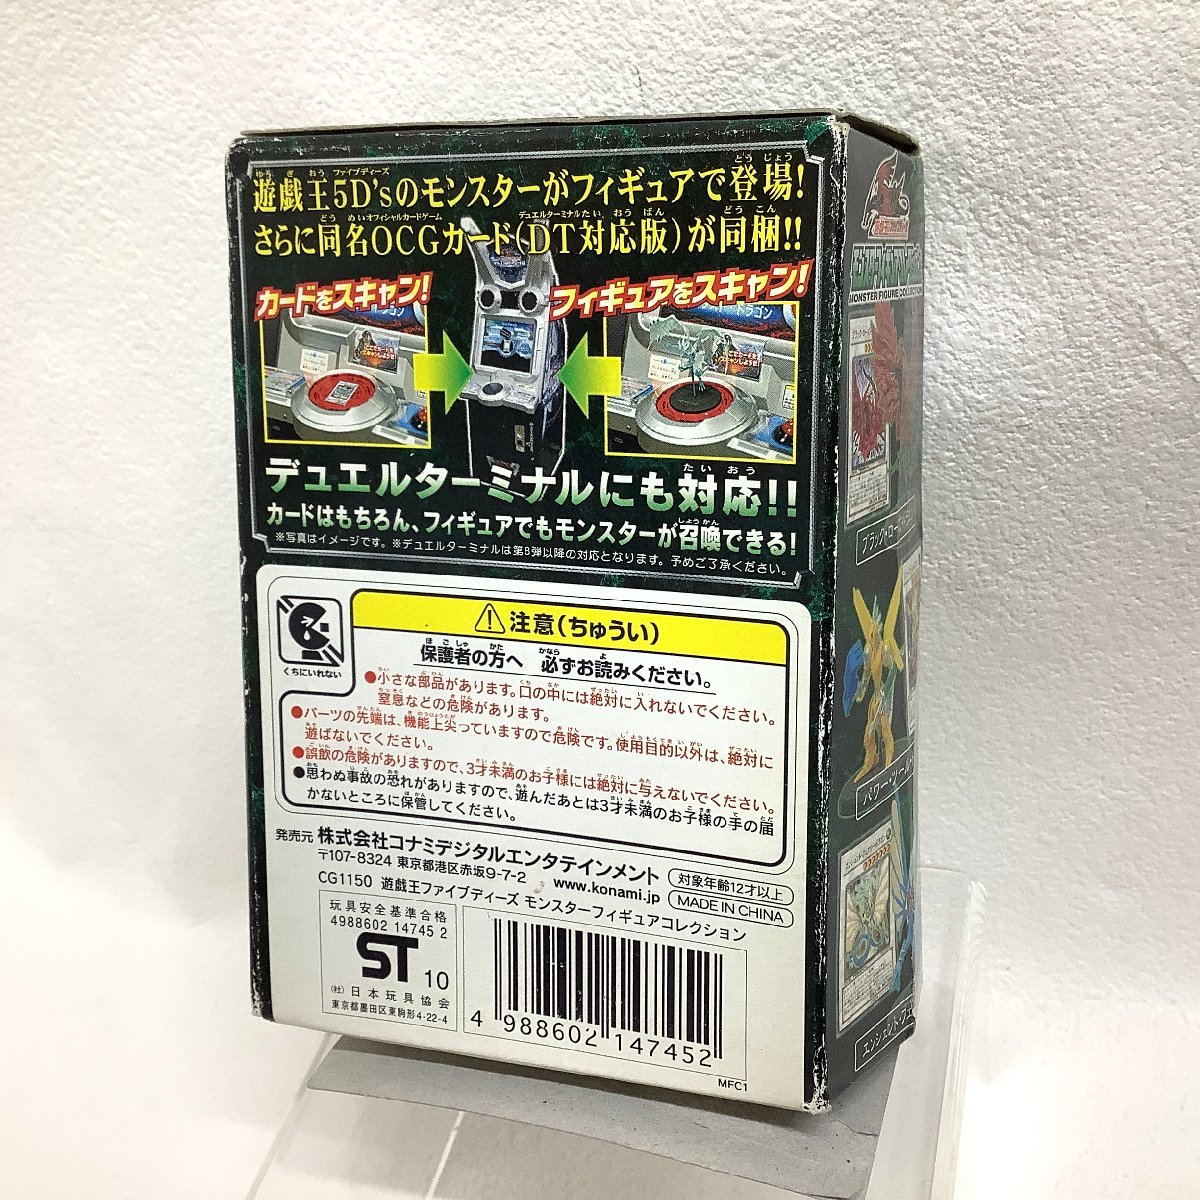 遊戯王5D'sのモンスターがフィギュアで登場!
さらに同名OCGカード(DT対応版)が同梱!!
カードをスキャン!
フィギュアをスキャン!
デュエルターミナルにも対応!!
カードはもちろん、フィギュアでもモンスターが召喚できる!
※写真はイメージです。※デュエルターミナルは第8弾以降の対応となります。予めご了承ください。
くちにいれない
注意(ちゅうい)
保護者の方へ 必ずお読みください。
●小さな部品があります。口の中には絶対に入れないでください。
窒息などの危険があります。
●パーツの先端は、機能上尖っていますので危険です。使用目的以外は、絶対に
遊ばないでください。
●誤飲の危険がありますので、3才未満のお子様には絶対に与えないでください。
●思わぬ事故の恐れがありますので、遊んだあとは3才未満のお子様の手の届
かないところに保管してください。
発売元 株式会社コナミデジタルエンタテインメント
〒107-8324 東京都港区赤坂9-7-2 www.konami.jp
対象年齢12才以上
MADE IN CHINA
CG1150 遊戯王ファイブディーズ モンスターフィギュアコレクション
玩具安全基準合格
4988602 14745 2
ST 10
(社)日本玩具協会
東京都墨田区東駒形4-22-4
4 988602 147452
MFC1
MONSTER FIGURE COLLECTION
ブラック・ロー
パワー・ツール
エンシェント・フェ